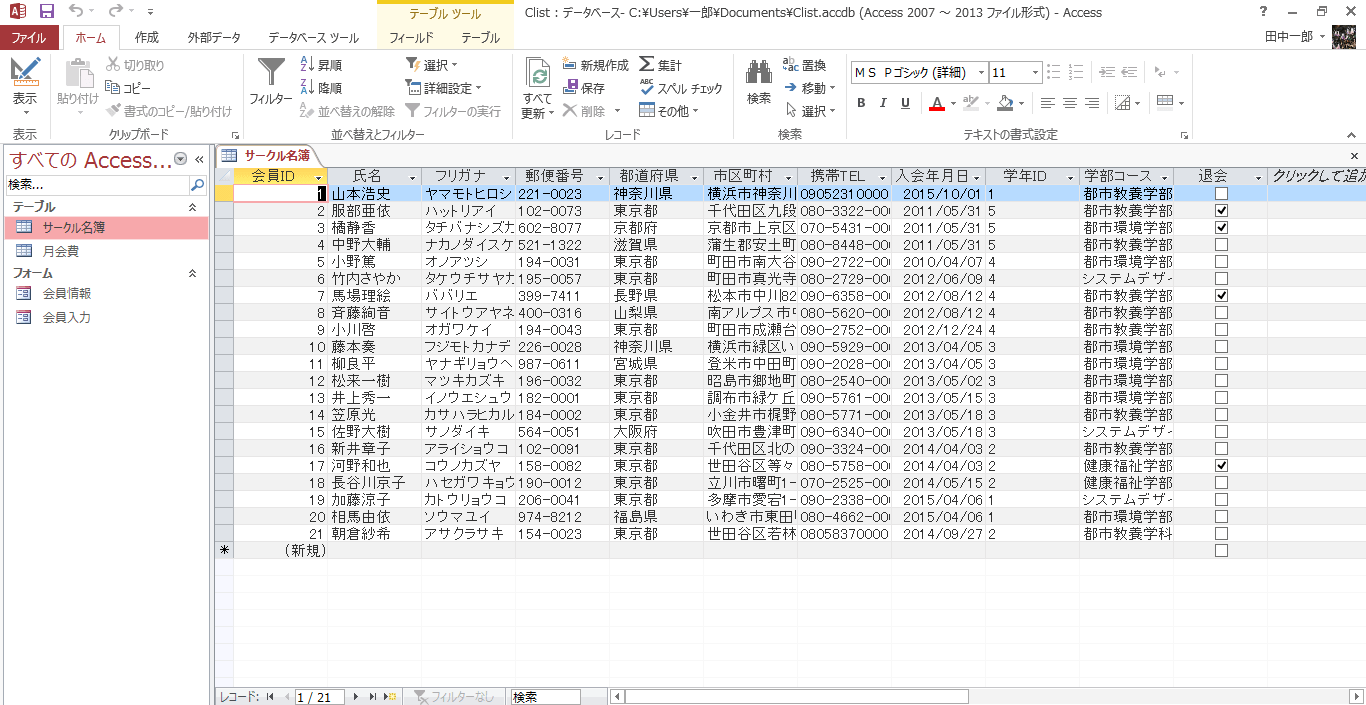 テーブル ツール
Clist : データベース- C:¥Users¥一郎¥Documents¥Clist.accdb (Access 2007 ～ 2013 ファイル形式) - Access
ファイル ホーム 作成 外部データ データベース ツール フィールド テーブル 田中一郎
表示 貼り付け 切り取り コピー 書式のコピー/貼り付け
フィルター 昇順 降順 並べ替えの解除 選択 詳細設定 フィルターの実行
すべて更新 新規作成 保存 削除 集計 スペル チェック その他
検索 置換 移動 選択
ＭＳ Ｐゴシック (詳細) 11
B I U A
表示 クリップボード 並べ替えとフィルター レコード 検索 テキストの書式設定
すべての Access...
検索...
テーブル
サークル名簿
月会費
フォーム
会員情報
会員入力
サークル名簿
会員ID 氏名 フリガナ 郵便番号 都道府県 市区町村 携帯TEL 入会年月日 学年ID 学部コース 退会 クリックして追加
1 山本浩史 ヤマモトヒロシ 221-0023 神奈川県 横浜市神奈川 09052310000 2015/10/01 1 都市教養学部
2 服部亜依 ハットリアイ 102-0073 東京都 千代田区九段 080-3322-00 2011/05/31 5 都市教養学部
3 橘静香 タチバナシズカ 602-8077 京都府 京都市上京区 070-5431-00 2011/05/31 5 都市環境学部
4 中野大輔 ナカノダイスケ 521-1322 滋賀県 蒲生郡安土町 080-8448-00 2011/05/31 5 都市教養学部
5 小野篤 オノアツシ 194-0031 東京都 町田市南大谷 090-2722-00 2010/04/07 4 都市環境学部
6 竹内さやか タケウチサヤカ 195-0057 東京都 町田市真光寺 080-2729-00 2012/06/09 4 システムデザイ
7 馬場理絵 ババリエ 399-7411 長野県 松本市中川82 090-6358-00 2012/08/12 4 都市教養学部
8 斉藤絢音 サイトウアヤネ 400-0316 山梨県 南アルプス市 080-5620-00 2012/08/12 4 都市教養学部
9 小川啓 オガワケイ 194-0043 東京都 町田市成瀬台 090-2752-00 2012/12/24 4 都市教養学部
10 藤本奏 フジモトカナデ 226-0028 神奈川県 横浜市緑区い 090-5929-00 2013/04/05 3 都市環境学部
11 柳良平 ヤナギリョウヘ 987-0611 宮城県 登米市中田町 090-2028-00 2013/04/05 3 都市環境学部
12 松来一樹 マツキカズキ 196-0032 東京都 昭島市郷地町 080-2540-00 2013/05/02 3 都市教養学部
13 井上秀一 イノウエシュウ 182-0001 東京都 調布市緑ケ丘 090-5761-00 2013/05/15 3 都市環境学部
14 笠原光 カサハラヒカル 184-0002 東京都 小金井市梶野 080-5771-00 2013/05/18 3 都市教養学部
15 佐野大樹 サノダイキ 564-0051 大阪府 吹田市豊津町 090-6340-00 2013/05/18 3 システムデザイ
16 新井章子 アライショウコ 102-0091 東京都 千代田区北の 090-3324-00 2014/04/03 2 都市教養学部
17 河野和也 コウノカズヤ 158-0082 東京都 世田谷区等々 080-5758-00 2014/04/03 2 健康福祉学部
18 長谷川京子 ハセガワキョウ 190-0012 東京都 立川市曙町1- 070-2525-00 2014/05/15 2 健康福祉学部
19 加藤涼子 カトウリョウコ 206-0041 東京都 多摩市愛宕1- 090-2338-00 2015/04/06 1 システムデザイ
20 相馬由依 ソウマユイ 974-8212 福島県 いわき市東田 080-4662-00 2015/04/06 1 都市環境学部
21 朝倉紗希 アサクラサキ 154-0023 東京都 世田谷区若林 08058370000 2014/09/27 2 都市教養学科
* (新規)
レコード: 1 / 21 フィルターなし 検索